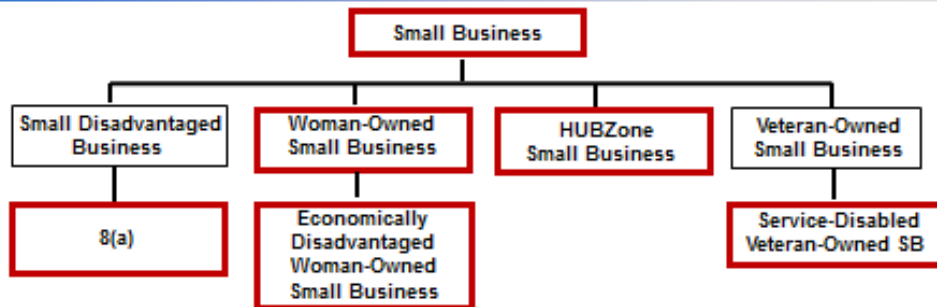 Small Business
Small Disadvantaged
Business
Woman-Owned
Small Business
HUBZone
Small Business
Veteran-Owned
Small Business
8(a)
Economically
Disadvantaged
Woman-Owned
Small Business
Service-Disabled
Veteran-Owned SB